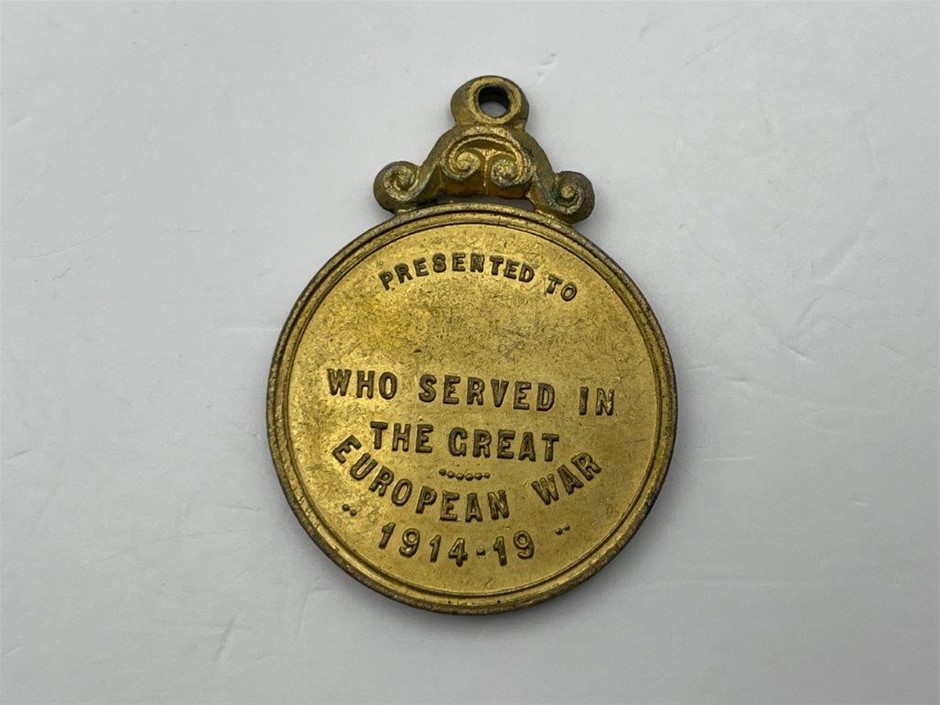 PRESENTED TO
WHO SERVED IN
THE GREAT
EUROPEAN WAR
1914-19